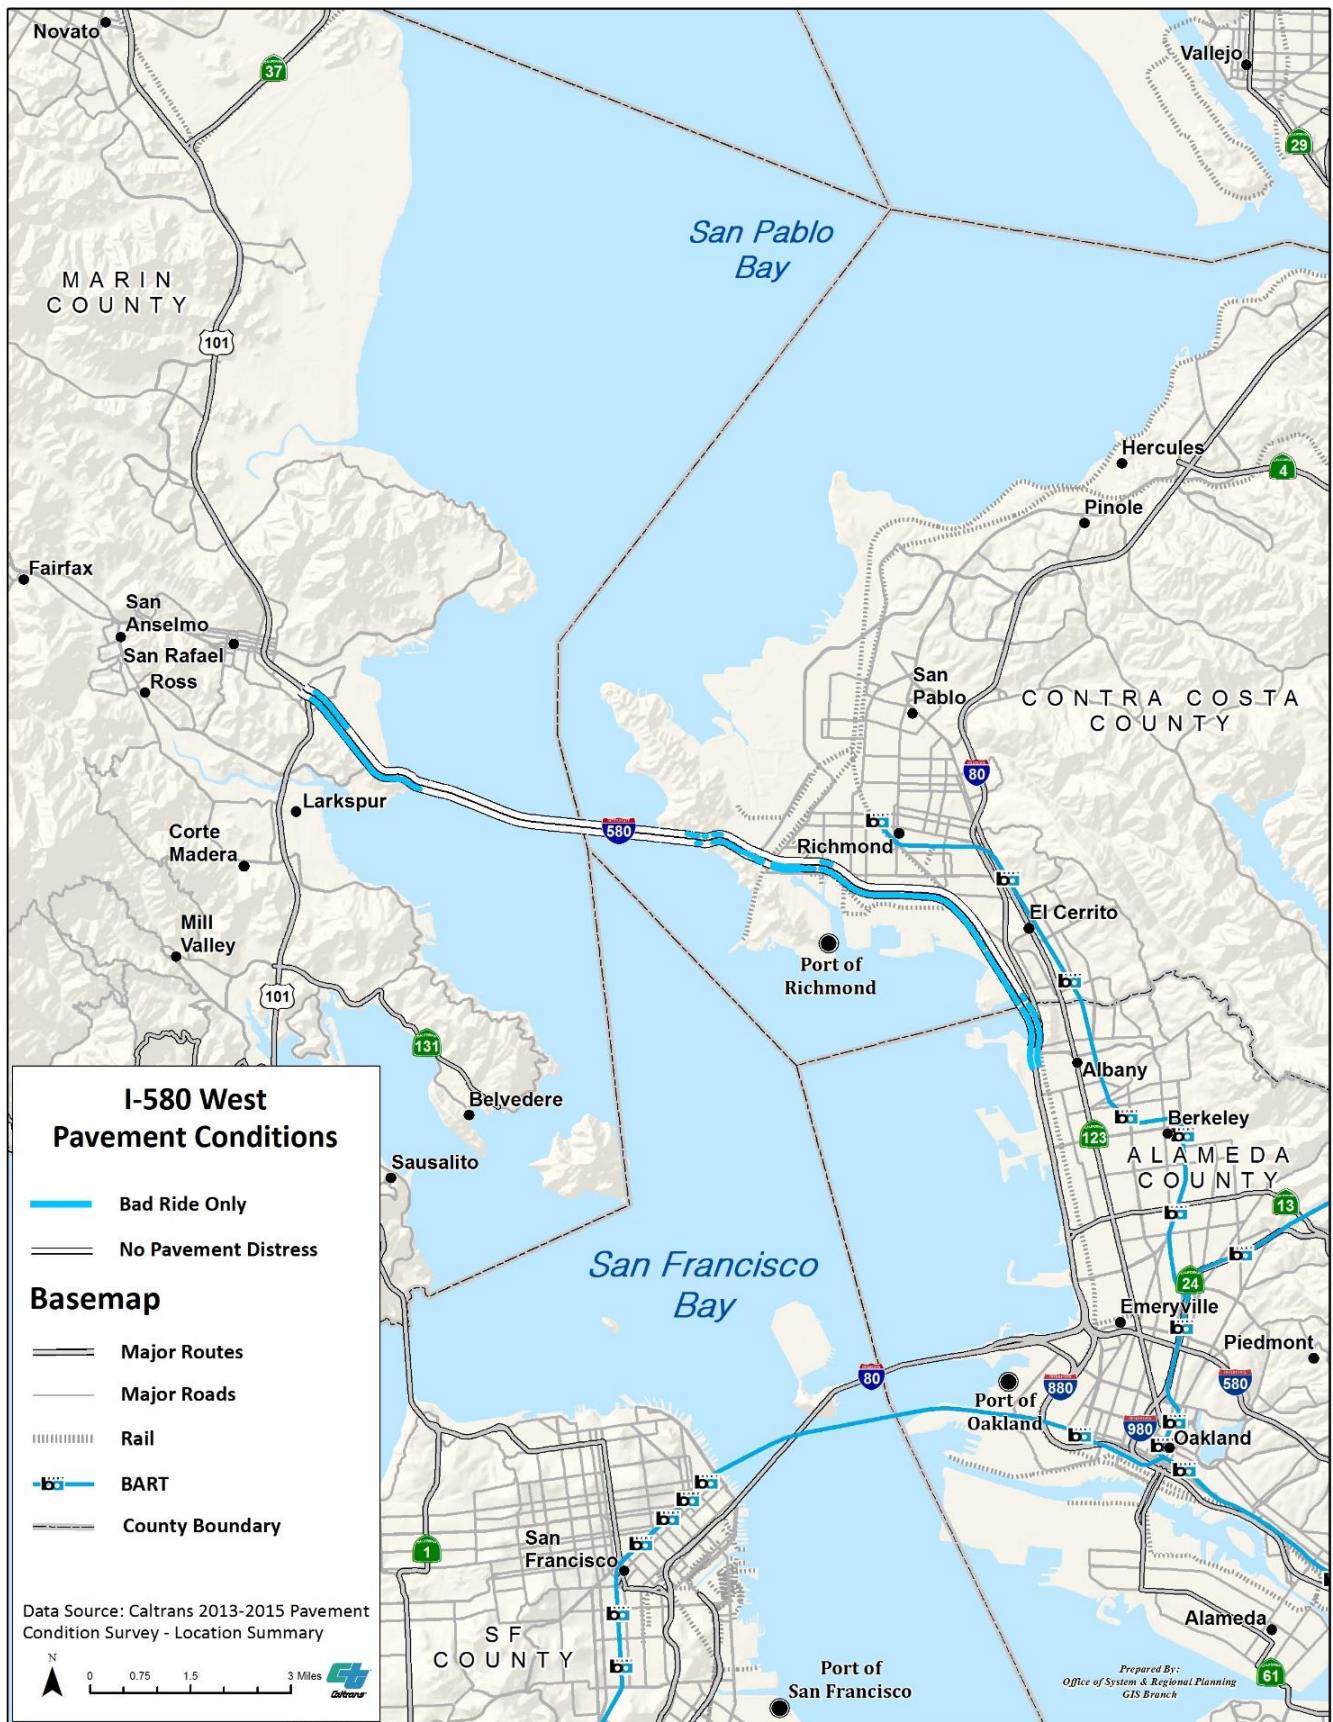 Novato
37
Vallejo
29
San Pablo
Bay
MARIN
COUNTY
101
Hercules
4
Pinole
Fairfax
San
Anselmo
San Rafael
Ross
San
Pablo
CONTRA COSTA
COUNTY
80
Larkspur
580
Corte
Madera
Richmond
El Cerrito
Mill
Valley
Port of
Richmond
101
131
Albany
Belvedere
Berkeley
123
ALAMEDA
COUNTY
Sausalito
13
San Francisco
Bay
24
Emeryville
Piedmont
80
880
580
Port of
Oakland
980
Oakland
San
Francisco
1
Alameda
SF
COUNTY
61
Port of
San Francisco
Prepared By:
Office of System & Regional Planning
GIS Branch
I-580 West
Pavement Conditions
Bad Ride Only
No Pavement Distress
Basemap
Major Routes
Major Roads
Rail
BART
County Boundary
Data Source: Caltrans 2013-2015 Pavement
Condition Survey - Location Summary
N
0 0.75 1.5 3 Miles
Caltrans